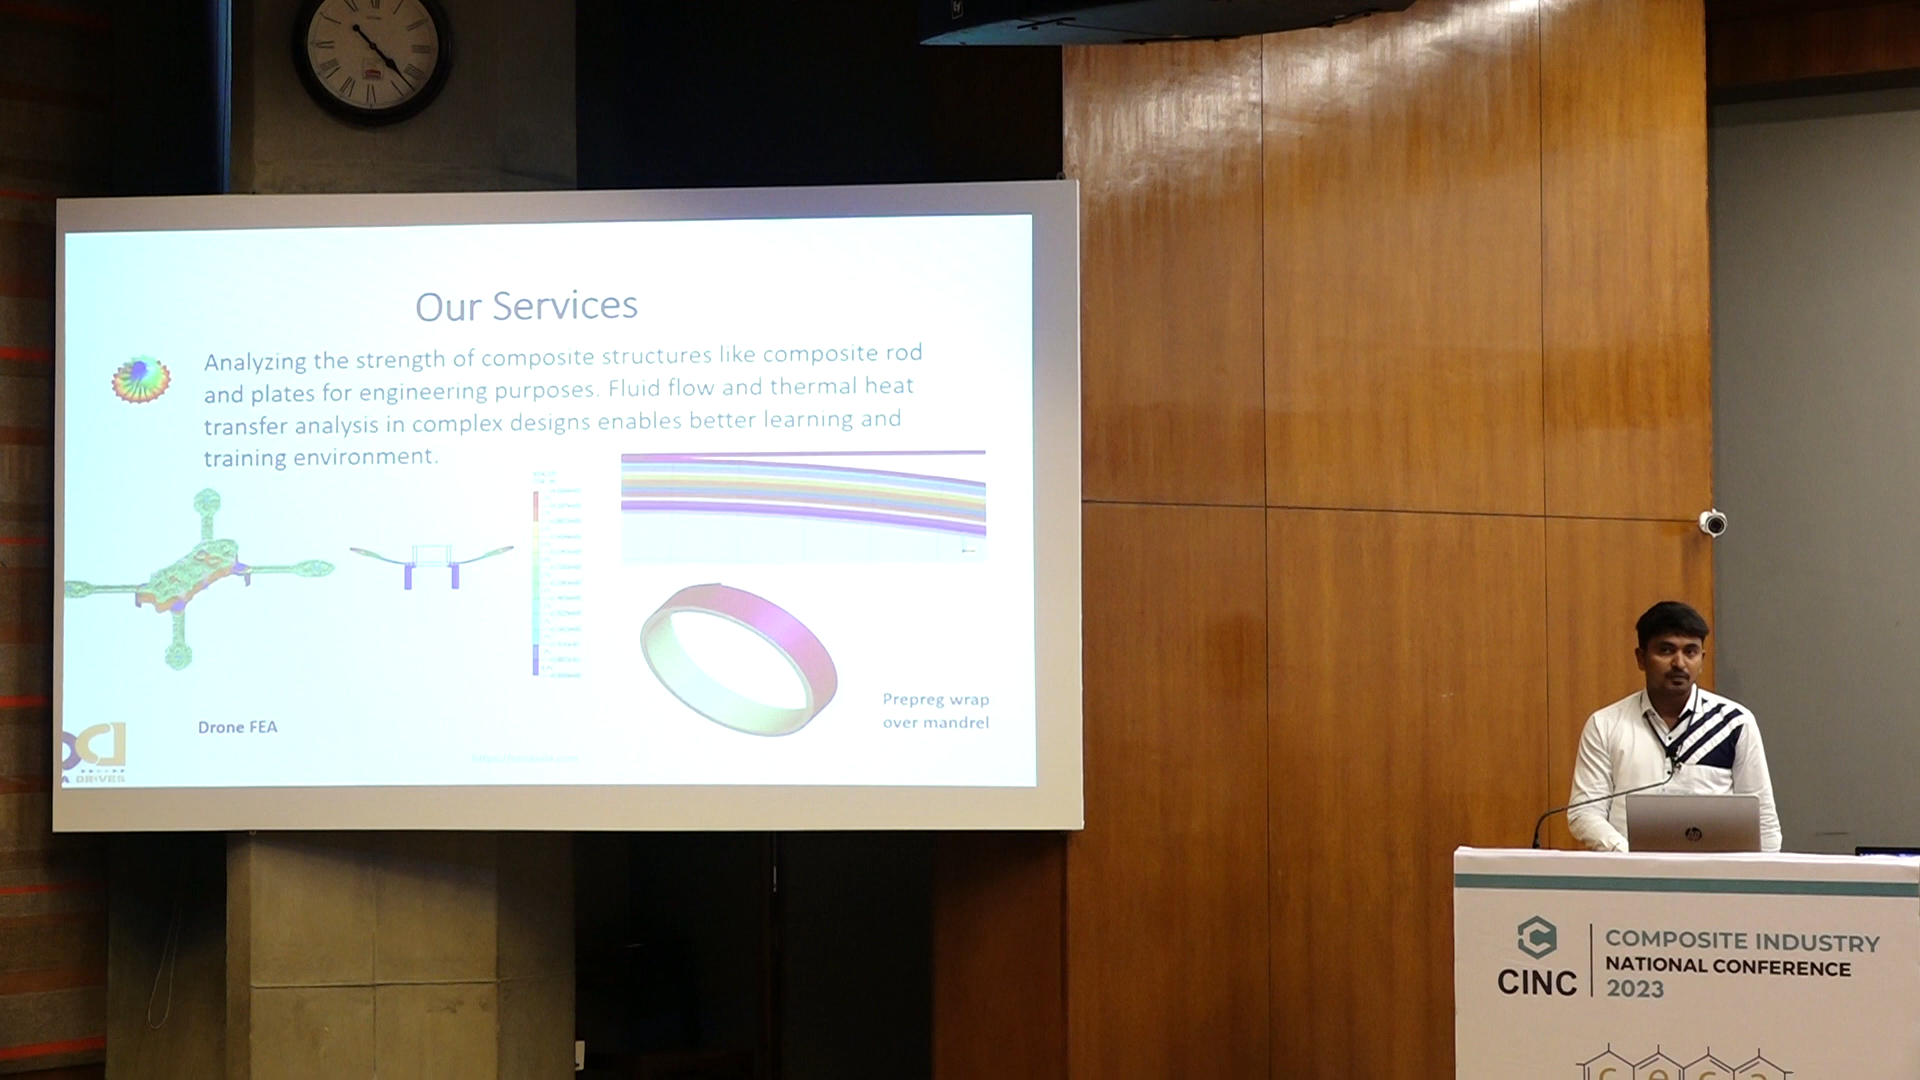 Our Services
Analyzing the strength of composite structures like composite rod
and plates for engineering purposes. Fluid flow and thermal heat
transfer analysis in complex designs enables better learning and
training environment.
Drone FEA
Prepreg wrap
over mandrel
A DRIVES
hp
CINC
COMPOSITE INDUSTRY
NATIONAL CONFERENCE
2023